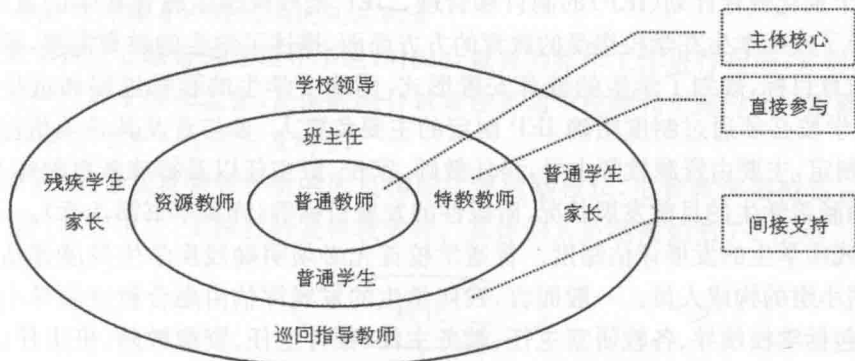 主体核心
学校领导
直接参与
班主任
残疾学生
家长
资源教师
普通教师
特教教师
普通学生
家长
间接支持
普通学生
巡回指导教师